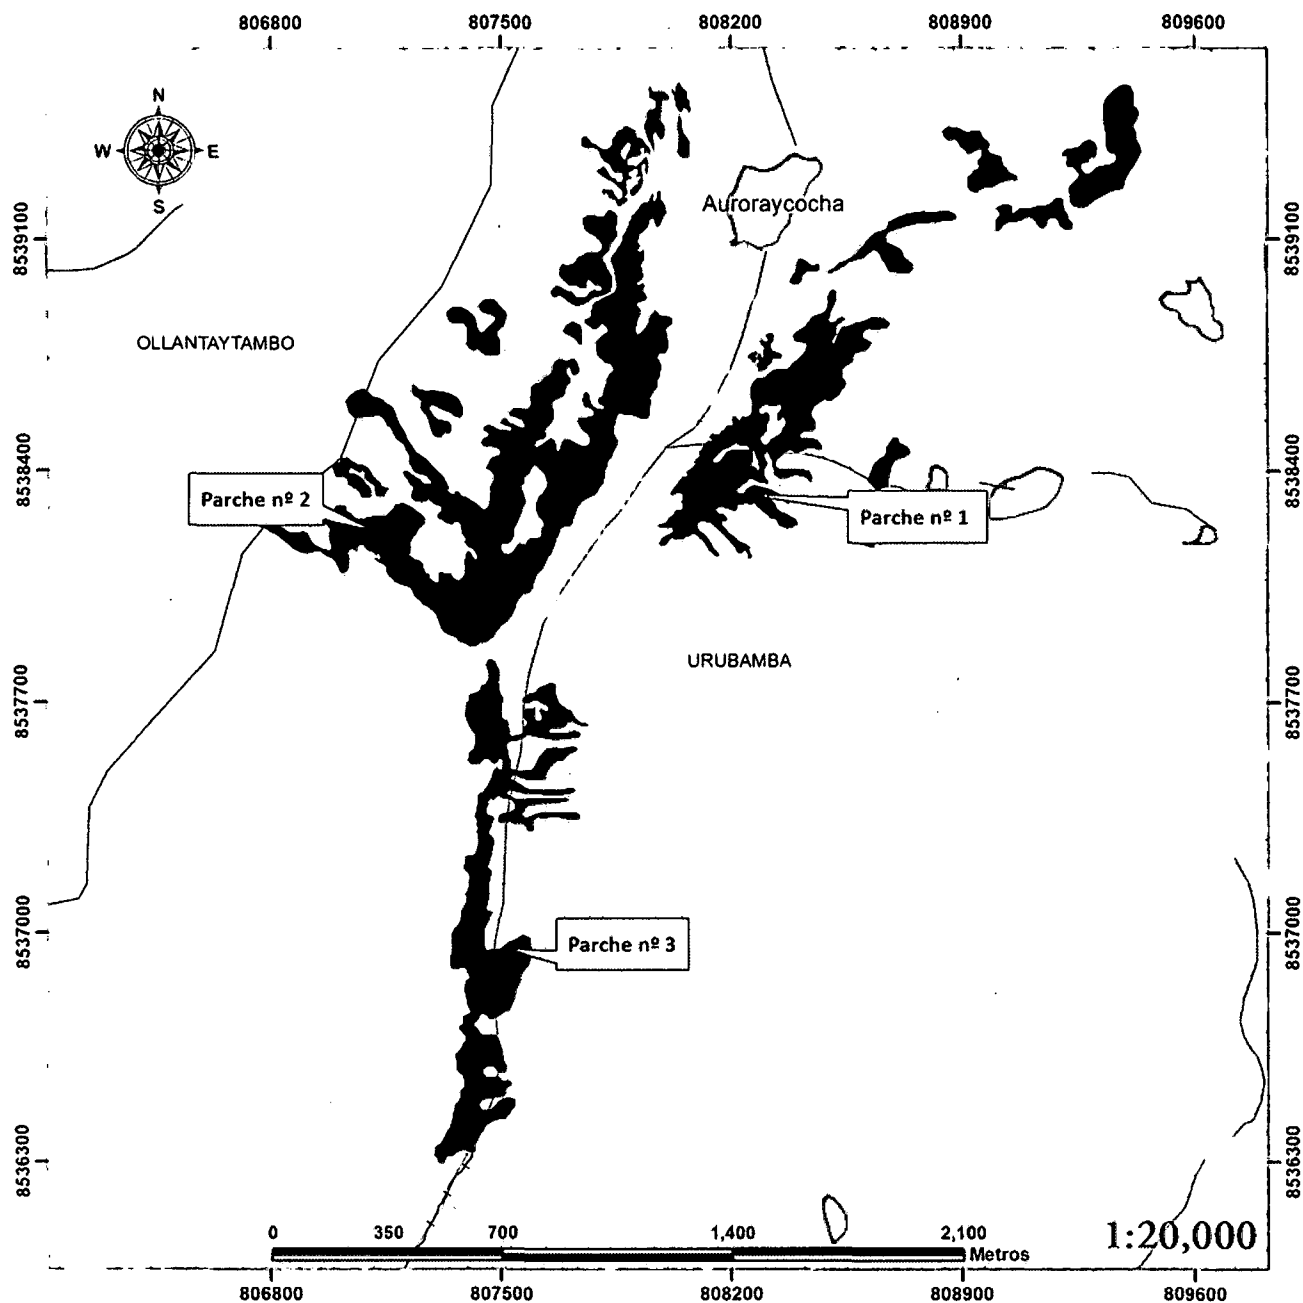 806800 807500 808200 808900 809600
N
W E
S
Auroraycocha
8539100 8539100
OLLANTAYTAMBO
8538400 8538400
Parche nº 2
Parche nº 1
URUBAMBA
8537700 8537700
8537000 8537000
Parche nº 3
8536300 8536300
0 350 700 1,400 2,100
Metros
1:20,000
806800 807500 808200 808900 809600